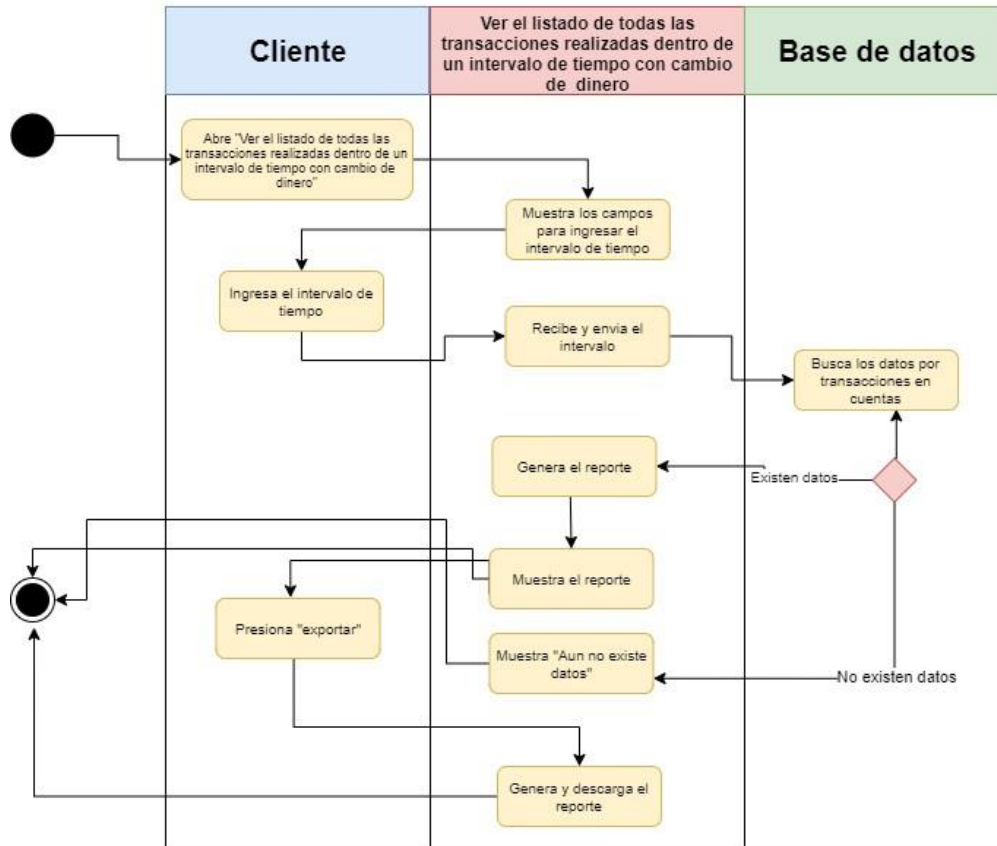 Cliente
Ver el listado de todas las
transacciones realizadas dentro de
un intervalo de tiempo con cambio
de dinero
Base de datos
Abre "Ver el listado de todas las
transacciones realizadas dentro de un
intervalo de tiempo con cambio de
dinero"
Muestra los campos
para ingresar el
intervalo de tiempo
Ingresa el intervalo de
tiempo
Recibe y envia el
intervalo
Busca los datos por
transacciones en
cuentas
Genera el reporte
Existen datos
Muestra el reporte
Presiona "exportar"
Muestra "Aun no existe
datos"
No existen datos
Genera y descarga el
reporte